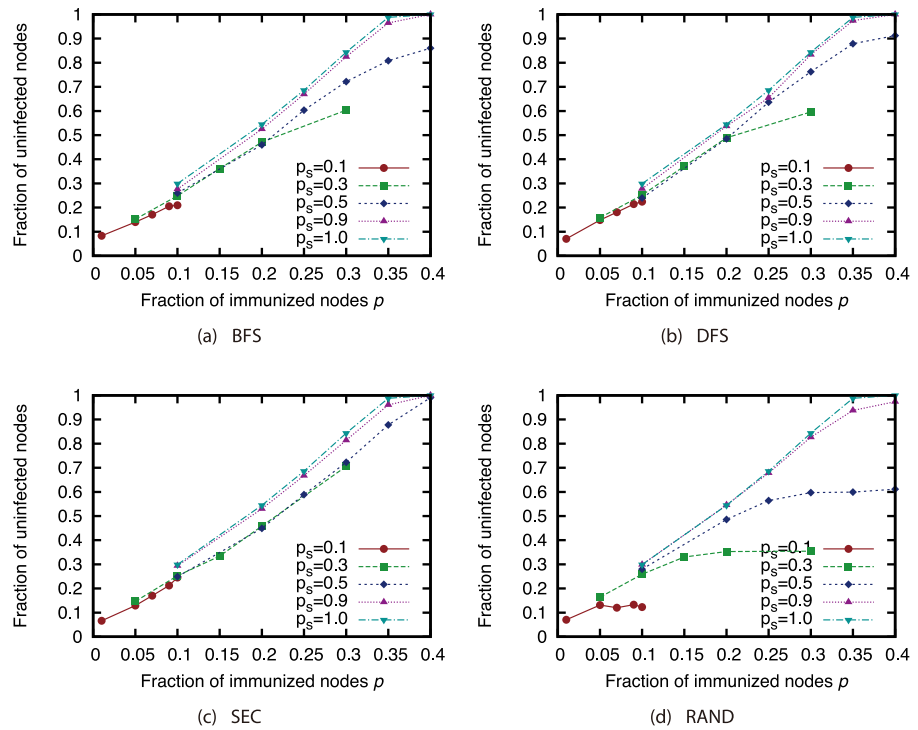 1
0.9
0.8
0.7
0.6
0.5
0.4
0.3
0.2
0.1
0
Fraction of uninfected nodes
p_s=0.1
p_s=0.3
p_s=0.5
p_s=0.9
p_s=1.0
0 0.05 0.1 0.15 0.2 0.25 0.3 0.35 0.4
Fraction of immunized nodes p
(a) BFS
1
0.9
0.8
0.7
0.6
0.5
0.4
0.3
0.2
0.1
0
Fraction of uninfected nodes
p_s=0.1
p_s=0.3
p_s=0.5
p_s=0.9
p_s=1.0
0 0.05 0.1 0.15 0.2 0.25 0.3 0.35 0.4
Fraction of immunized nodes p
(b) DFS
1
0.9
0.8
0.7
0.6
0.5
0.4
0.3
0.2
0.1
0
Fraction of uninfected nodes
p_s=0.1
p_s=0.3
p_s=0.5
p_s=0.9
p_s=1.0
0 0.05 0.1 0.15 0.2 0.25 0.3 0.35 0.4
Fraction of immunized nodes p
(c) SEC
1
0.9
0.8
0.7
0.6
0.5
0.4
0.3
0.2
0.1
0
Fraction of uninfected nodes
p_s=0.1
p_s=0.3
p_s=0.5
p_s=0.9
p_s=1.0
0 0.05 0.1 0.15 0.2 0.25 0.3 0.35 0.4
Fraction of immunized nodes p
(d) RAND